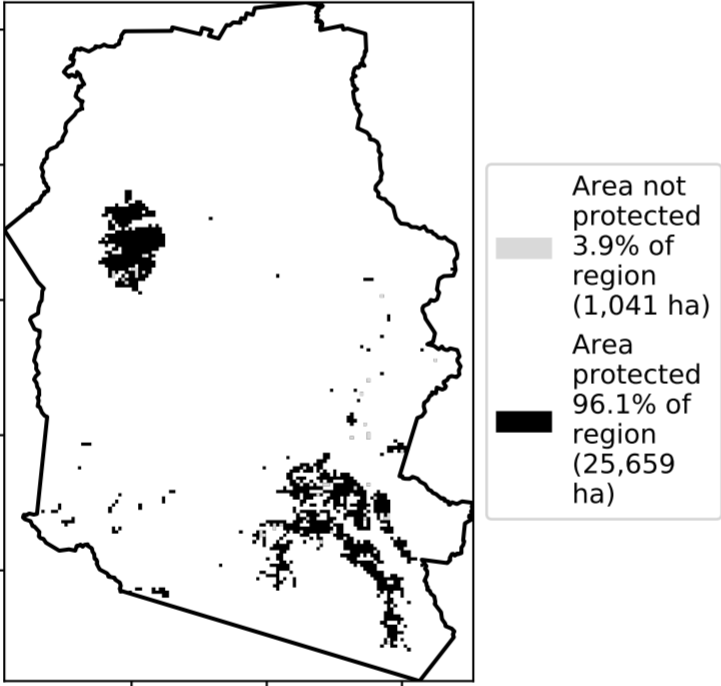 Area not
protected
3.9% of
region
(1,041 ha)
Area
protected
96.1% of
region
(25,659
ha)